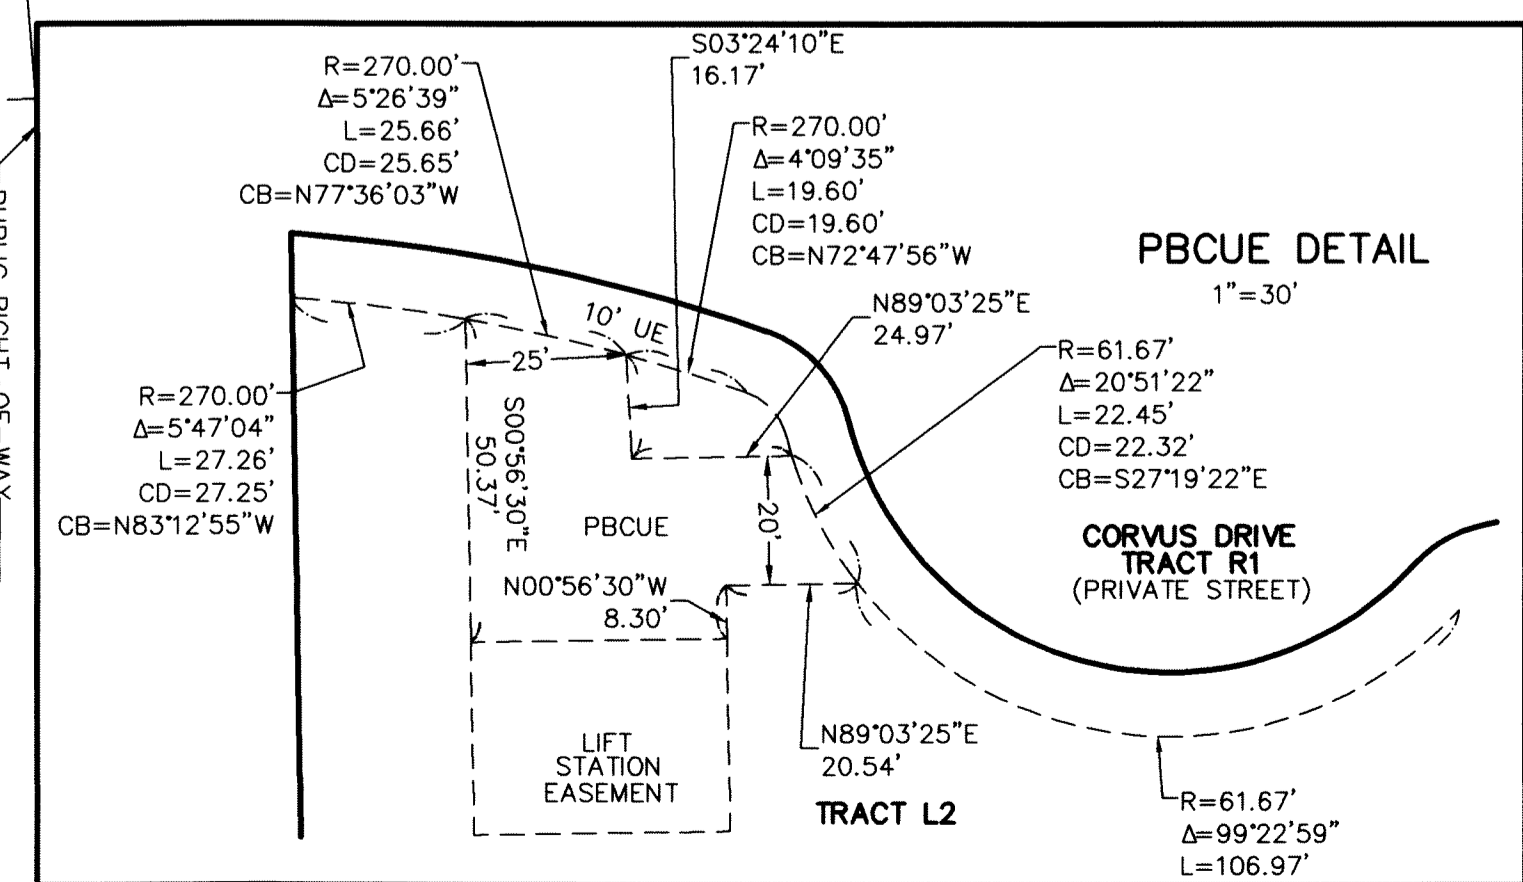 S03°24'10"E
16.17'
R=270.00'
Δ=5°26'39"
L=25.66'
CD=25.65'
CB=N77°36'03"W
R=270.00'
Δ=4°09'35"
L=19.60'
CD=19.60'
CB=N72°47'56"W
PBCUE DETAIL
1"=30'
10' UE
25'
N89°03'25"E
24.97'
R=61.67'
Δ=20°51'22"
L=22.45'
CD=22.32'
CB=S27°19'22"E
R=270.00'
Δ=5°47'04"
L=27.26'
CD=27.25'
CB=N83°12'55"W
S00°56'30"E
50.37'
PBCUE
20'
N00°56'30"W
8.30'
CORVUS DRIVE
TRACT R1
(PRIVATE STREET)
LIFT
STATION
EASEMENT
N89°03'25"E
20.54'
TRACT L2
R=61.67'
Δ=99°22'59"
L=106.97'